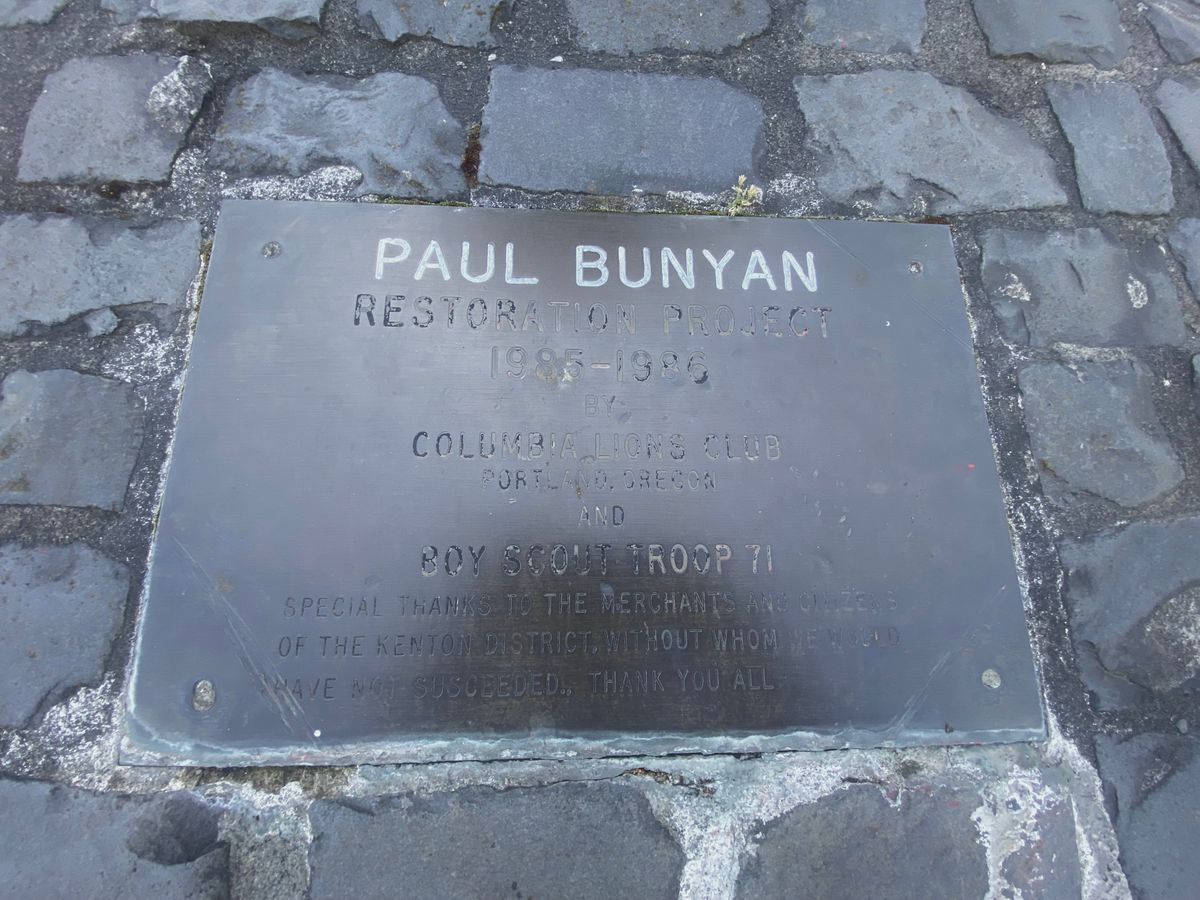 PAUL BUNYAN
RESTORATION PROJECT
1985-1986
BY
COLUMBIA LIONS CLUB
PORTLAND, OREGON
AND
BOY SCOUT TROOP 71
SPECIAL THANKS TO THE MERCHANTS AND CITIZENS
OF THE KENTON DISTRICT, WITHOUT WHOM WE WOULD
HAVE NOT SUSCEEDED., THANK YOU ALL